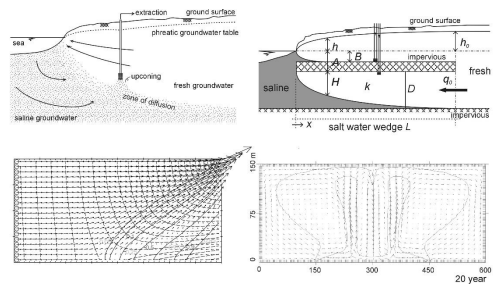 extraction
ground surface
sea
phreatic groundwater table
upconing
fresh groundwater
zone of diffusion
saline groundwater
ground surface
h
h₀
A
B
impervious
fresh
saline
H
k
D
q₀
impervious
x
salt water wedge L
150 m
75
0
0
150
300
450
600
20 year